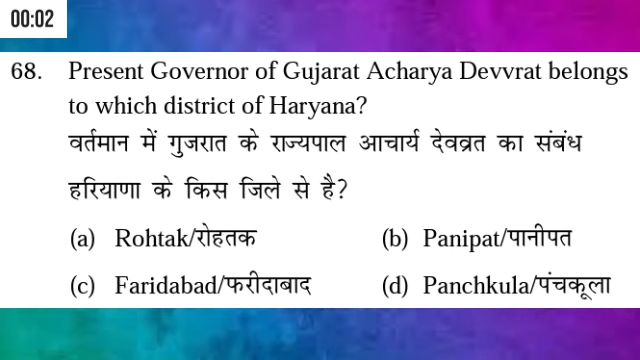 00:02
68. Present Governor of Gujarat Acharya Devvrat belongs
to which district of Haryana?
वर्तमान में गुजरात के राज्यपाल आचार्य देवव्रत का संबंध
हरियाणा के किस जिले से है?
(a) Rohtak/रोहतक (b) Panipat/पानीपत
(c) Faridabad/फरीदाबाद (d) Panchkula/पंचकूला